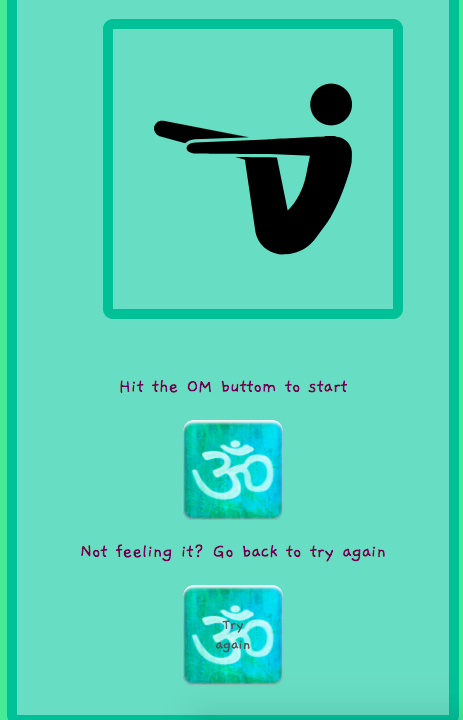 Hit the OM buttom to start
ॐ
Not feeling it? Go back to try again
ॐ
Try
again